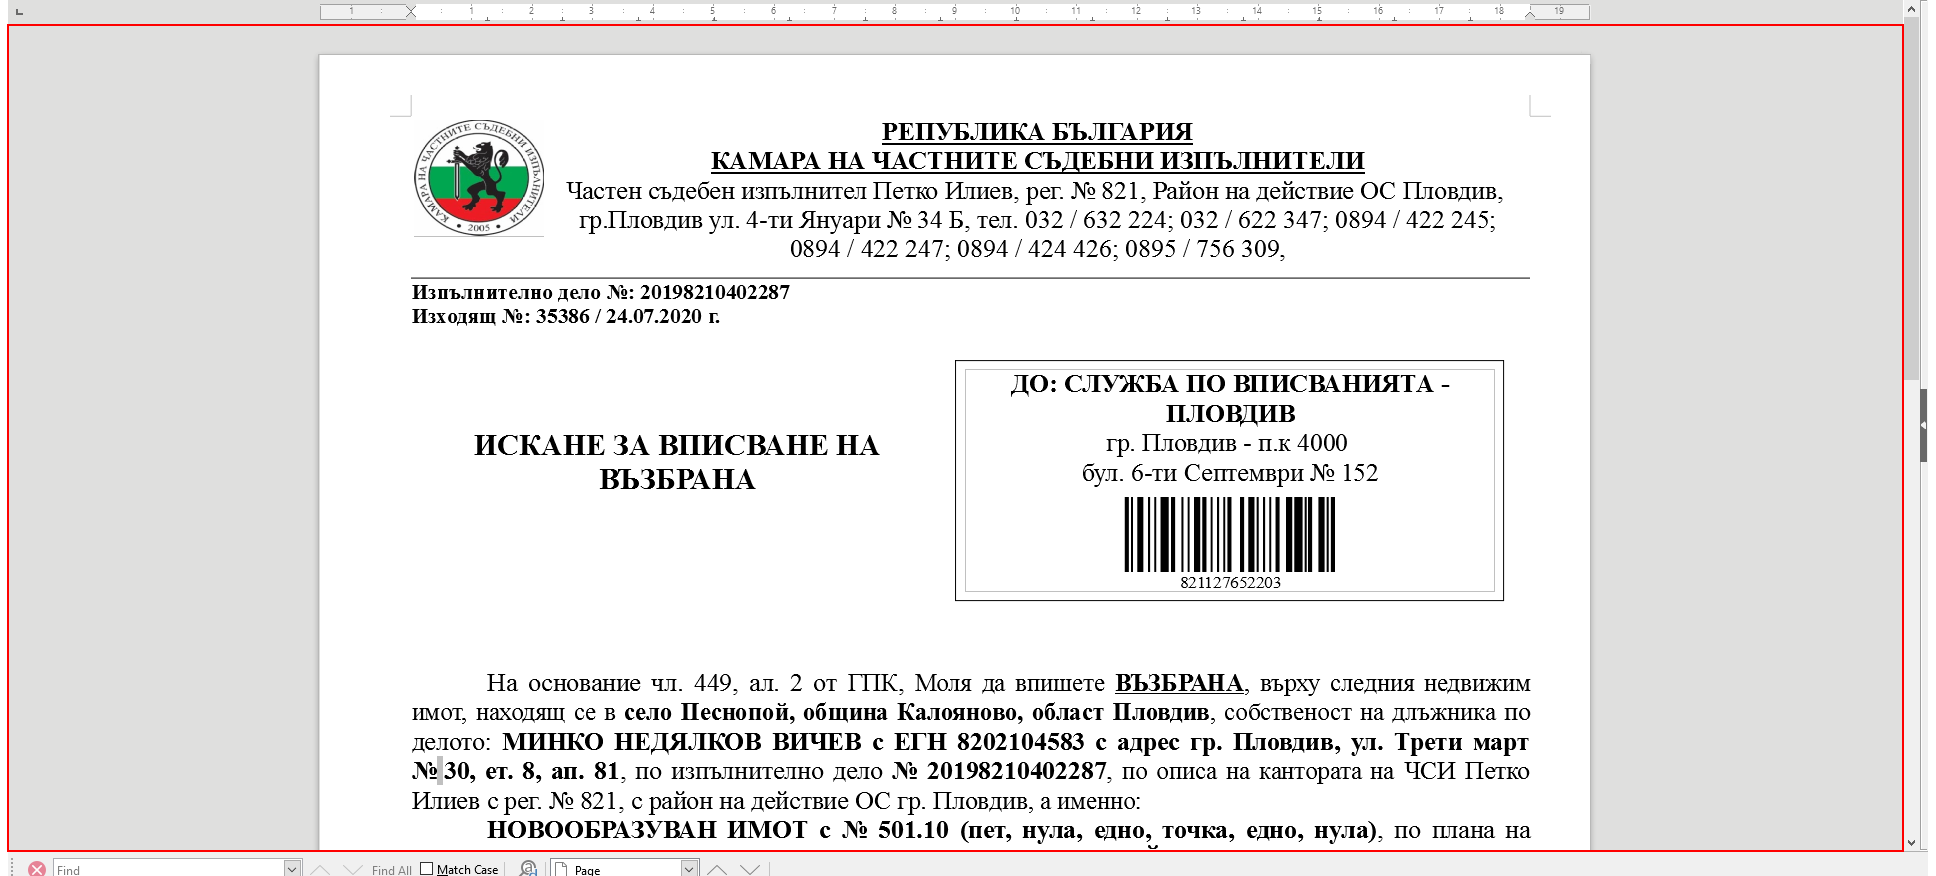 1 1 2 3 4 5 6 7 8 9 10 11 12 13 14 15 16 17 18 19
КАМАРА НА ЧАСТНИТЕ СЪДЕБНИ ИЗПЪЛНИТЕЛИ
• 2005 •
РЕПУБЛИКА БЪЛГАРИЯ
КАМАРА НА ЧАСТНИТЕ СЪДЕБНИ ИЗПЪЛНИТЕЛИ
Частен съдебен изпълнител Петко Илиев, рег. № 821, Район на действие ОС Пловдив,
гр.Пловдив ул. 4-ти Януари № 34 Б, тел. 032 / 632 224; 032 / 622 347; 0894 / 422 245;
0894 / 422 247; 0894 / 424 426; 0895 / 756 309,
Изпълнително дело №: 20198210402287
Изходящ №: 35386 / 24.07.2020 г.
ИСКАНЕ ЗА ВПИСВАНЕ НА
ВЪЗБРАНА
ДО: СЛУЖБА ПО ВПИСВАНИЯТА -
ПЛОВДИВ
гр. Пловдив - п.к 4000
бул. 6-ти Септември № 152
821127652203
На основание чл. 449, ал. 2 от ГПК, Моля да впишете ВЪЗБРАНА, върху следния недвижим
имот, находящ се в село Песнопой, община Калояново, област Пловдив, собственост на длъжника по
делото: МИНКО НЕДЯЛКОВ ВИЧЕВ с ЕГН 8202104583 с адрес гр. Пловдив, ул. Трети март
№ 30, ет. 8, ап. 81, по изпълнително дело № 20198210402287, по описа на кантората на ЧСИ Петко
Илиев с рег. № 821, с район на действие ОС гр. Пловдив, а именно:
НОВООБРАЗУВАН ИМОТ с № 501.10 (пет, нула, едно, точка, едно, нула), по плана на
Find Find All Match Case Page